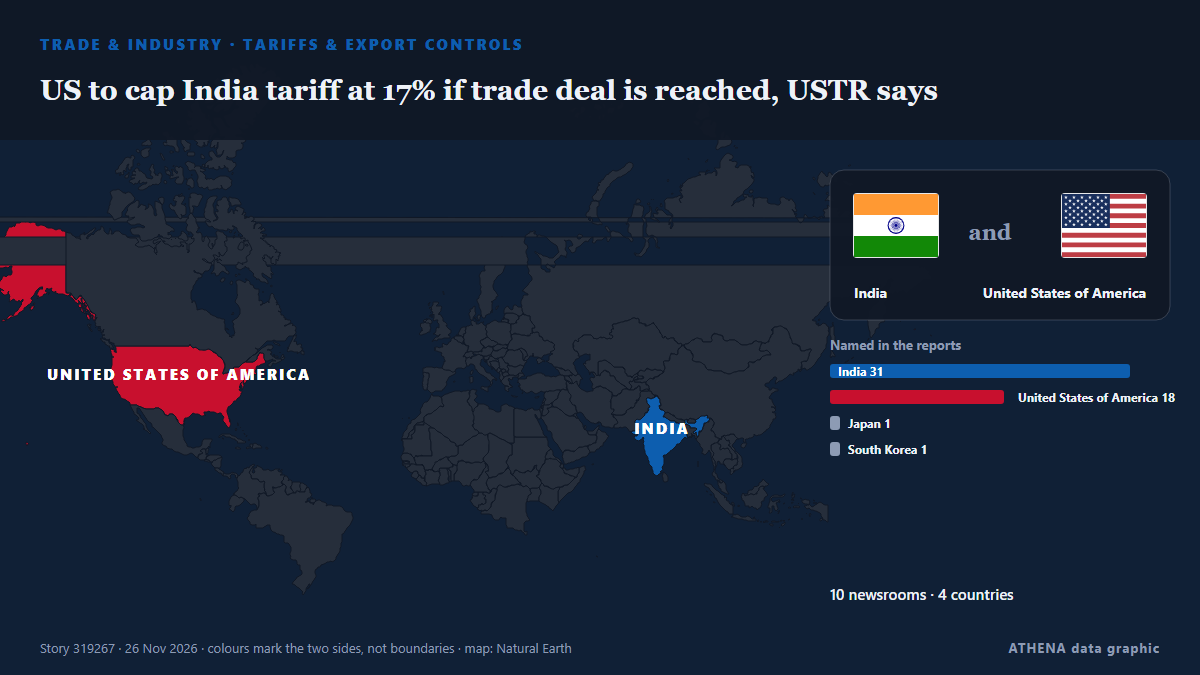 TRADE & INDUSTRY · TARIFFS & EXPORT CONTROLS
US to cap India tariff at 17% if trade deal is reached, USTR says
and
India
United States of America
UNITED STATES OF AMERICA
INDIA
Named in the reports
India 31
United States of America 18
Japan 1
South Korea 1
10 newsrooms · 4 countries
Story 319267 · 26 Nov 2026 · colours mark the two sides, not boundaries · map: Natural Earth
ATHENA data graphic